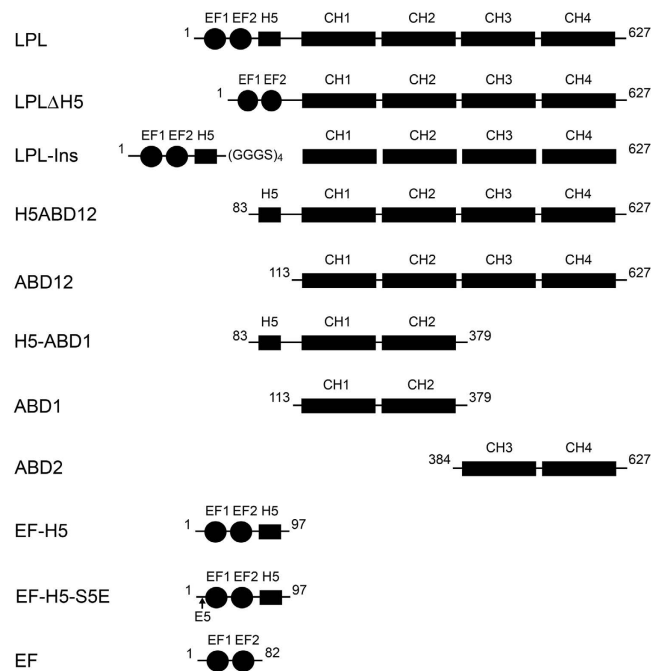 EF1 EF2 H5 CH1 CH2 CH3 CH4
LPL 1 627
EF1 EF2 CH1 CH2 CH3 CH4
LPLΔH5 1 627
EF1 EF2 H5 CH1 CH2 CH3 CH4
LPL-Ins 1 (GGGS)4 627
H5 CH1 CH2 CH3 CH4
H5ABD12 83 627
CH1 CH2 CH3 CH4
ABD12 113 627
H5 CH1 CH2
H5-ABD1 83 379
CH1 CH2
ABD1 113 379
CH3 CH4
ABD2 384 627
EF1 EF2 H5
EF-H5 1 97
EF1 EF2 H5
EF-H5-S5E 1 97
E5
EF1 EF2
EF 1 82